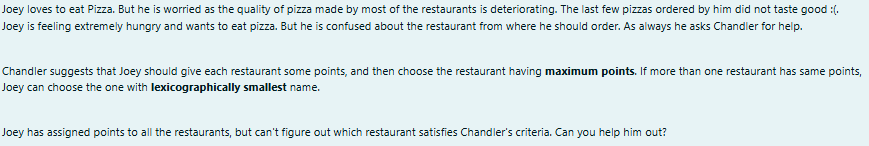 Joey loves to eat Pizza. But he is worried as the quality of pizza made by most of the restaurants is deteriorating. The last few pizzas ordered by him did not taste good :(.
Joey is feeling extremely hungry and wants to eat pizza. But he is confused about the restaurant from where he should order. As always he asks Chandler for help.
Chandler suggests that Joey should give each restaurant some points, and then choose the restaurant having maximum points. If more than one restaurant has same points,
Joey can choose the one with lexicographically smallest name.
Joey has assigned points to all the restaurants, but can't figure out which restaurant satisfies Chandler's criteria. Can you help him out?